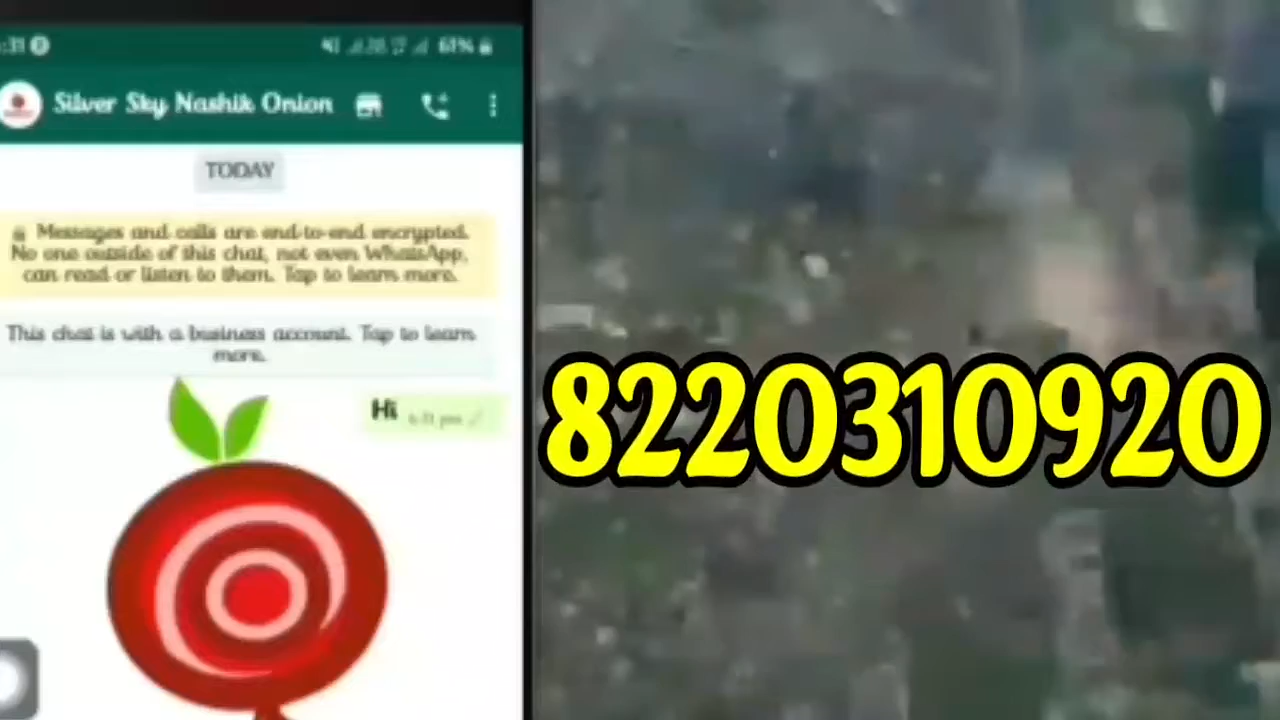 :31
61%
Silver Sky Nashik Onion
TODAY
Messages and calls are end-to-end encrypted.
No one outside of this chat, not even WhatsApp,
can read or listen to them. Tap to learn more.
This chat is with a business account. Tap to learn
more.
Hi
8220310920